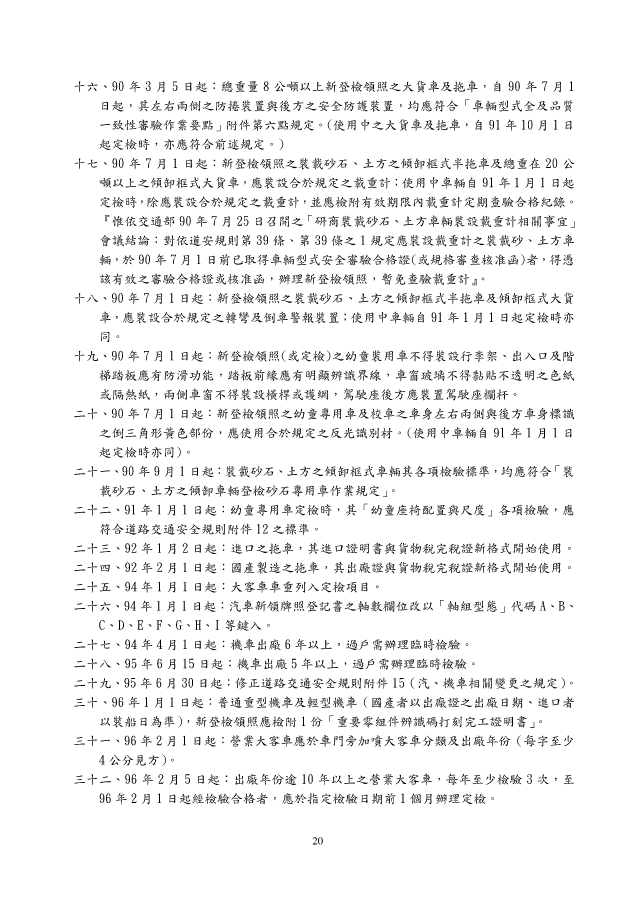 十六、90 年 3 月 5 日起：總重量 8 公噸以上新登檢領照之大貨車及拖車，自 90 年 7 月 1
日起，其左右兩側之防捲裝置與後方之安全防護裝置，均應符合「車輛型式全及品質
一致性審驗作業要點」附件第六點規定。(使用中之大貨車及拖車，自 91 年 10 月 1 日
起定檢時，亦應符合前述規定。)
十七、90 年 7 月 1 日起：新登檢領照之裝載砂石、土方之傾卸框式半拖車及總重在 20 公
噸以上之傾卸框式大貨車，應裝設合於規定之載重計；使用中車輛自 91 年 1 月 1 日起
定檢時，除應裝設合於規定之載重計，並應檢附有效期限內載重計定期查驗合格紀錄。
『惟依交通部 90 年 7 月 25 日召開之「研商裝載砂石、土方車輛裝設載重計相關事宜」
會議結論：對依道安規則第 39 條、第 39 條之 1 規定應裝設載重計之裝載砂、土方車
輛，於 90 年 7 月 1 日前已取得車輛型式安全審驗合格證(或規格審查核准函)者，得憑
該有效之審驗合格證或核准函，辦理新登檢領照，暫免查驗載重計』。
十八、90 年 7 月 1 日起：新登檢領照之裝載砂石、土方之傾卸框式半拖車及傾卸框式大貨
車，應裝設合於規定之轉彎及倒車警報裝置；使用中車輛自 91 年 1 月 1 日起定檢時亦
同。
十九、90 年 7 月 1 日起：新登檢領照(或定檢)之幼童裝用車不得裝設行李架、出入口及階
梯踏板應有防滑功能，踏板前緣應有明顯辨識界線，車窗玻璃不得黏貼不透明之色紙
或隔熱紙，兩側車窗不得裝設橫桿或護網，駕駛座後方應裝置駕駛座欄杆。
二十、90 年 7 月 1 日起：新登檢領照之幼童專用車及校車之車身左右兩側與後方車身標識
之倒三角形黃色部份，應使用合於規定之反光識別材。(使用中車輛自 91 年 1 月 1 日
起定檢時亦同)。
二十一、90 年 9 月 1 日起：裝載砂石、土方之傾卸框式車輛其各項檢驗標準，均應符合「裝
載砂石、土方之傾卸車輛登檢砂石專用車作業規定」。
二十二、91 年 1 月 1 日起：幼童專用車定檢時，其「幼童座椅配置與尺度」各項檢驗，應
符合道路交通安全規則附件 12 之標準。
二十三、92 年 1 月 2 日起：進口之拖車，其進口證明書與貨物稅完稅證新格式開始使用。
二十四、92 年 2 月 1 日起：國產製造之拖車，其出廠證與貨物稅完稅證新格式開始使用。
二十五、94 年 1 月 1 日起：大客車車重列入定檢項目。
二十六、94 年 1 月 1 日起：汽車新領牌照登記書之軸數欄位改以「軸組型態」代碼 A、B、
C、D、E、F、G、H、I 等鍵入。
二十七、94 年 4 月 1 日起：機車出廠 6 年以上，過戶需辦理臨時檢驗。
二十八、95 年 6 月 15 日起：機車出廠 5 年以上，過戶需辦理臨時檢驗。
二十九、95 年 6 月 30 日起：修正道路交通安全規則附件 15（汽、機車相關變更之規定）。
三十、96 年 1 月 1 日起：普通重型機車及輕型機車（國產者以出廠證之出廠日期、進口者
以裝船日為準），新登檢領照應檢附 1 份「重要零組件辨識碼打刻完工證明書」。
三十一、96 年 2 月 1 日起：營業大客車應於車門旁加噴大客車分類及出廠年份（每字至少
4 公分見方）。
三十二、96 年 2 月 5 日起：出廠年份逾 10 年以上之營業大客車，每年至少檢驗 3 次，至
96 年 2 月 1 日起經檢驗合格者，應於指定檢驗日期前 1 個月辦理定檢。
20